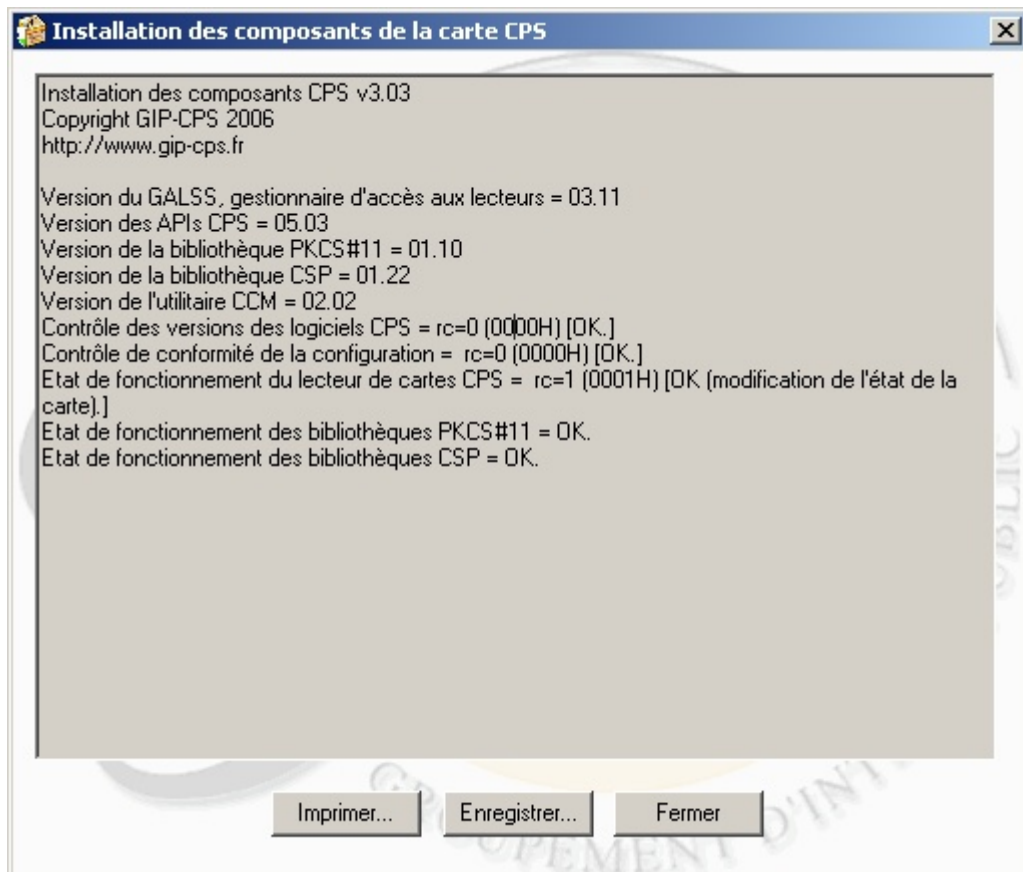 Installation des composants de la carte CPS
Installation des composants CPS v3.03
Copyright GIP-CPS 2006
http://www.gip-cps.fr
Version du GALSS, gestionnaire d'accès aux lecteurs = 03.11
Version des APIs CPS = 05.03
Version de la bibliothèque PKCS#11 = 01.10
Version de la bibliothèque CSP = 01.22
Version de l'utilitaire CCM = 02.02
Contrôle des versions des logiciels CPS = rc=0 (0000H) [OK.]
Contrôle de conformité de la configuration =  rc=0 (0000H) [OK.]
Etat de fonctionnement du lecteur de cartes CPS =  rc=1 (0001H) [OK (modification de l'état de la
carte).]
Etat de fonctionnement des bibliothèques PKCS#11 = OK.
Etat de fonctionnement des bibliothèques CSP = OK.
Imprimer...
Enregistrer...
Fermer